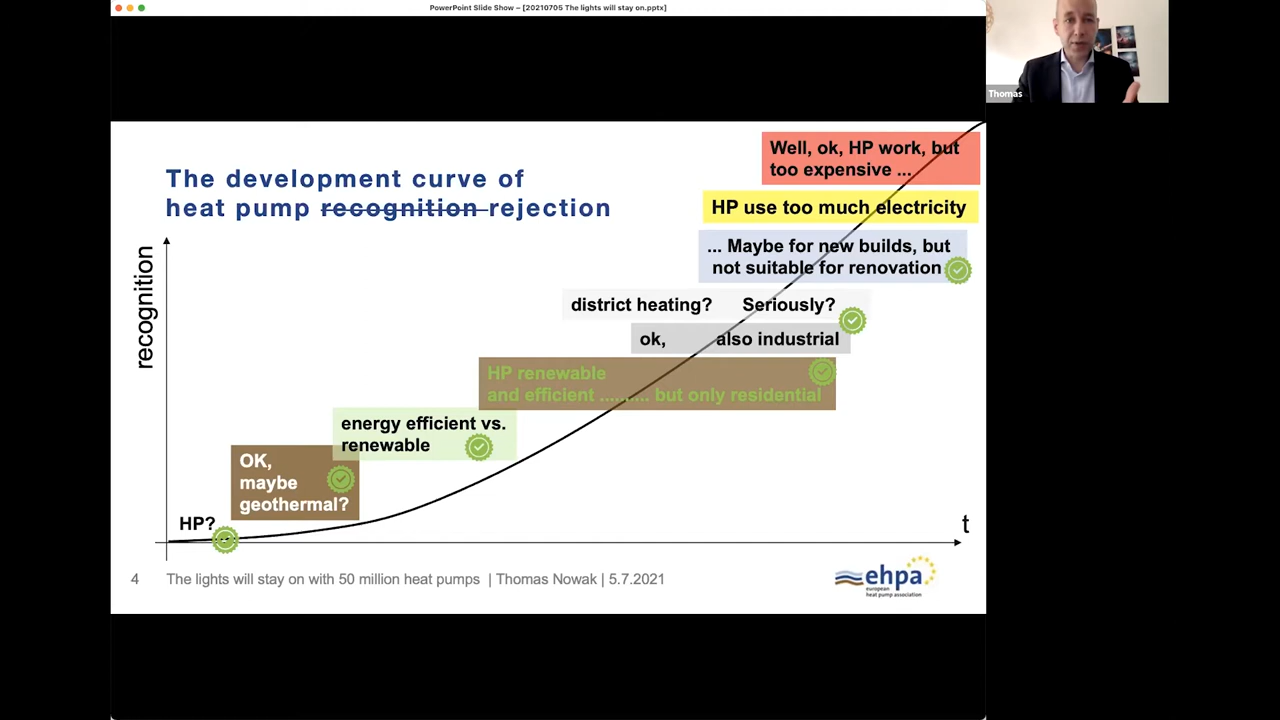 PowerPoint Slide Show – [20210705 The lights will stay on.pptx]
Thomas
The development curve of
heat pump recognition rejection
Well, ok, HP work, but
too expensive ...
HP use too much electricity
... Maybe for new builds, but
not suitable for renovation
district heating? Seriously?
ok, also industrial
HP renewable
and efficient .......... but only residential
energy efficient vs.
renewable
OK,
maybe
geothermal?
HP?
recognition
t
4 The lights will stay on with 50 million heat pumps | Thomas Nowak | 5.7.2021
ehpa
european
heat pump association